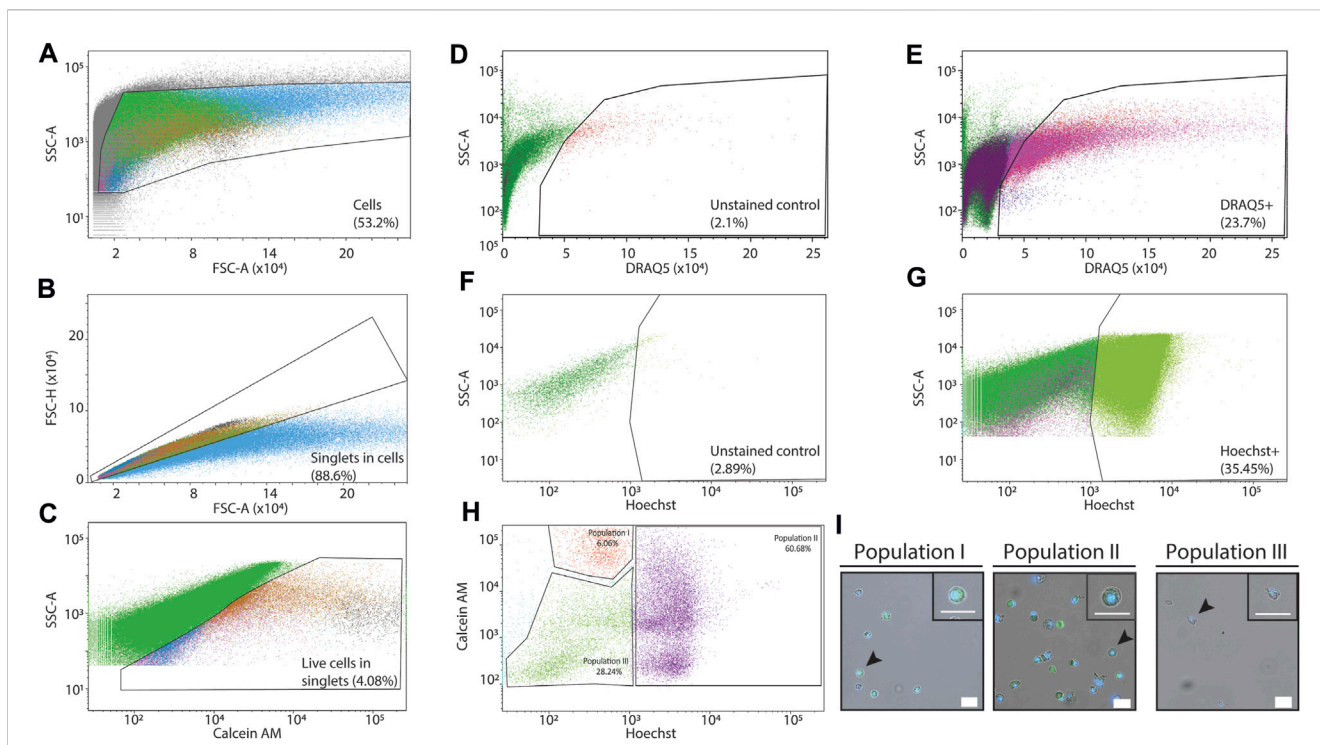 A
SSC-A
10⁵
10³
10¹
Cells
(53.2%)
2 8 14 20
FSC-A (x10⁴)
D
SSC-A
10⁵
10⁴
10³
10²
10⁵
Unstained control
(2.1%)
0 5 10 15 20 25
DRAQ5 (x10⁴)
E
SSC-A
10⁵
10⁴
10³
10²
DRAQ5+
(23.7%)
0 5 10 15 20 25
DRAQ5 (x10⁴)
B
FSC-H (x10⁴)
20
10
0
Singlets in cells
(88.6%)
2 8 14 20
FSC-A (x10⁴)
F
SSC-A
10⁵
10⁴
10³
10²
10¹
Unstained control
(2.89%)
10² 10³ 10⁴ 10⁵
Hoechst
G
SSC-A
10⁵
10⁴
10³
10²
10¹
Hoechst+
(35.45%)
10² 10³ 10⁴ 10⁵
Hoechst
C
SSC-A
10⁵
10³
10¹
Live cells in
singlets (4.08%)
10² 10³ 10⁴ 10⁵
Calcein AM
H
Calcein AM
10⁵
10⁴
10³
10²
Population I
6.06%
Population II
60.68%
Population III
28.24%
10² 10³ 10⁴ 10⁵
Hoechst
I
Population I
Population II
Population III